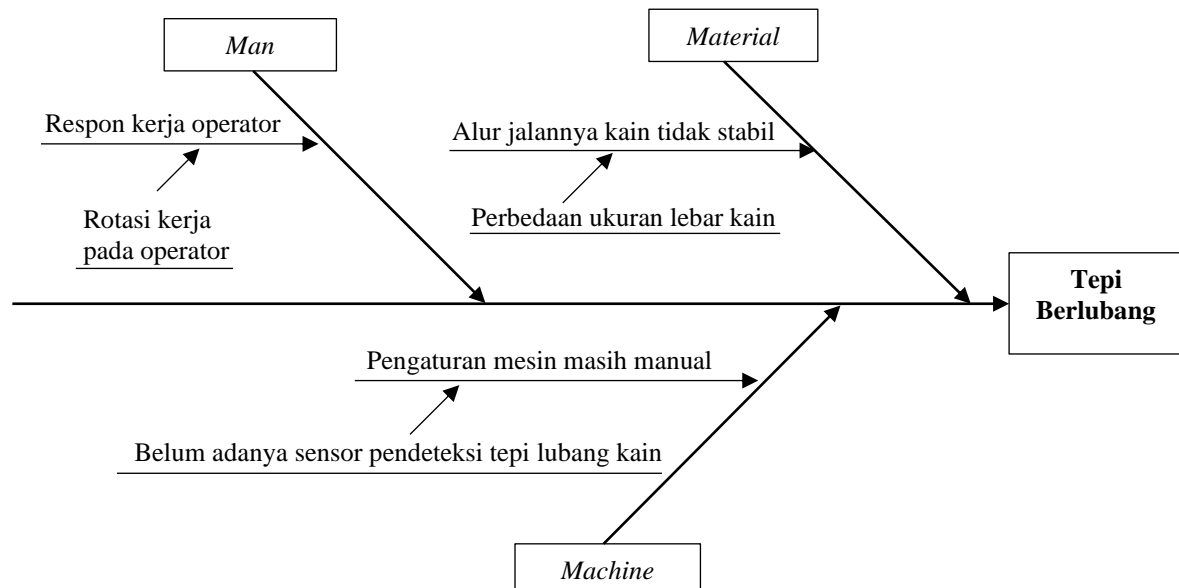 Man
Material
Respon kerja operator
Alur jalannya kain tidak stabil
Rotasi kerja
pada operator
Perbedaan ukuran lebar kain
Tepi
Berlubang
Pengaturan mesin masih manual
Belum adanya sensor pendeteksi tepi lubang kain
Machine